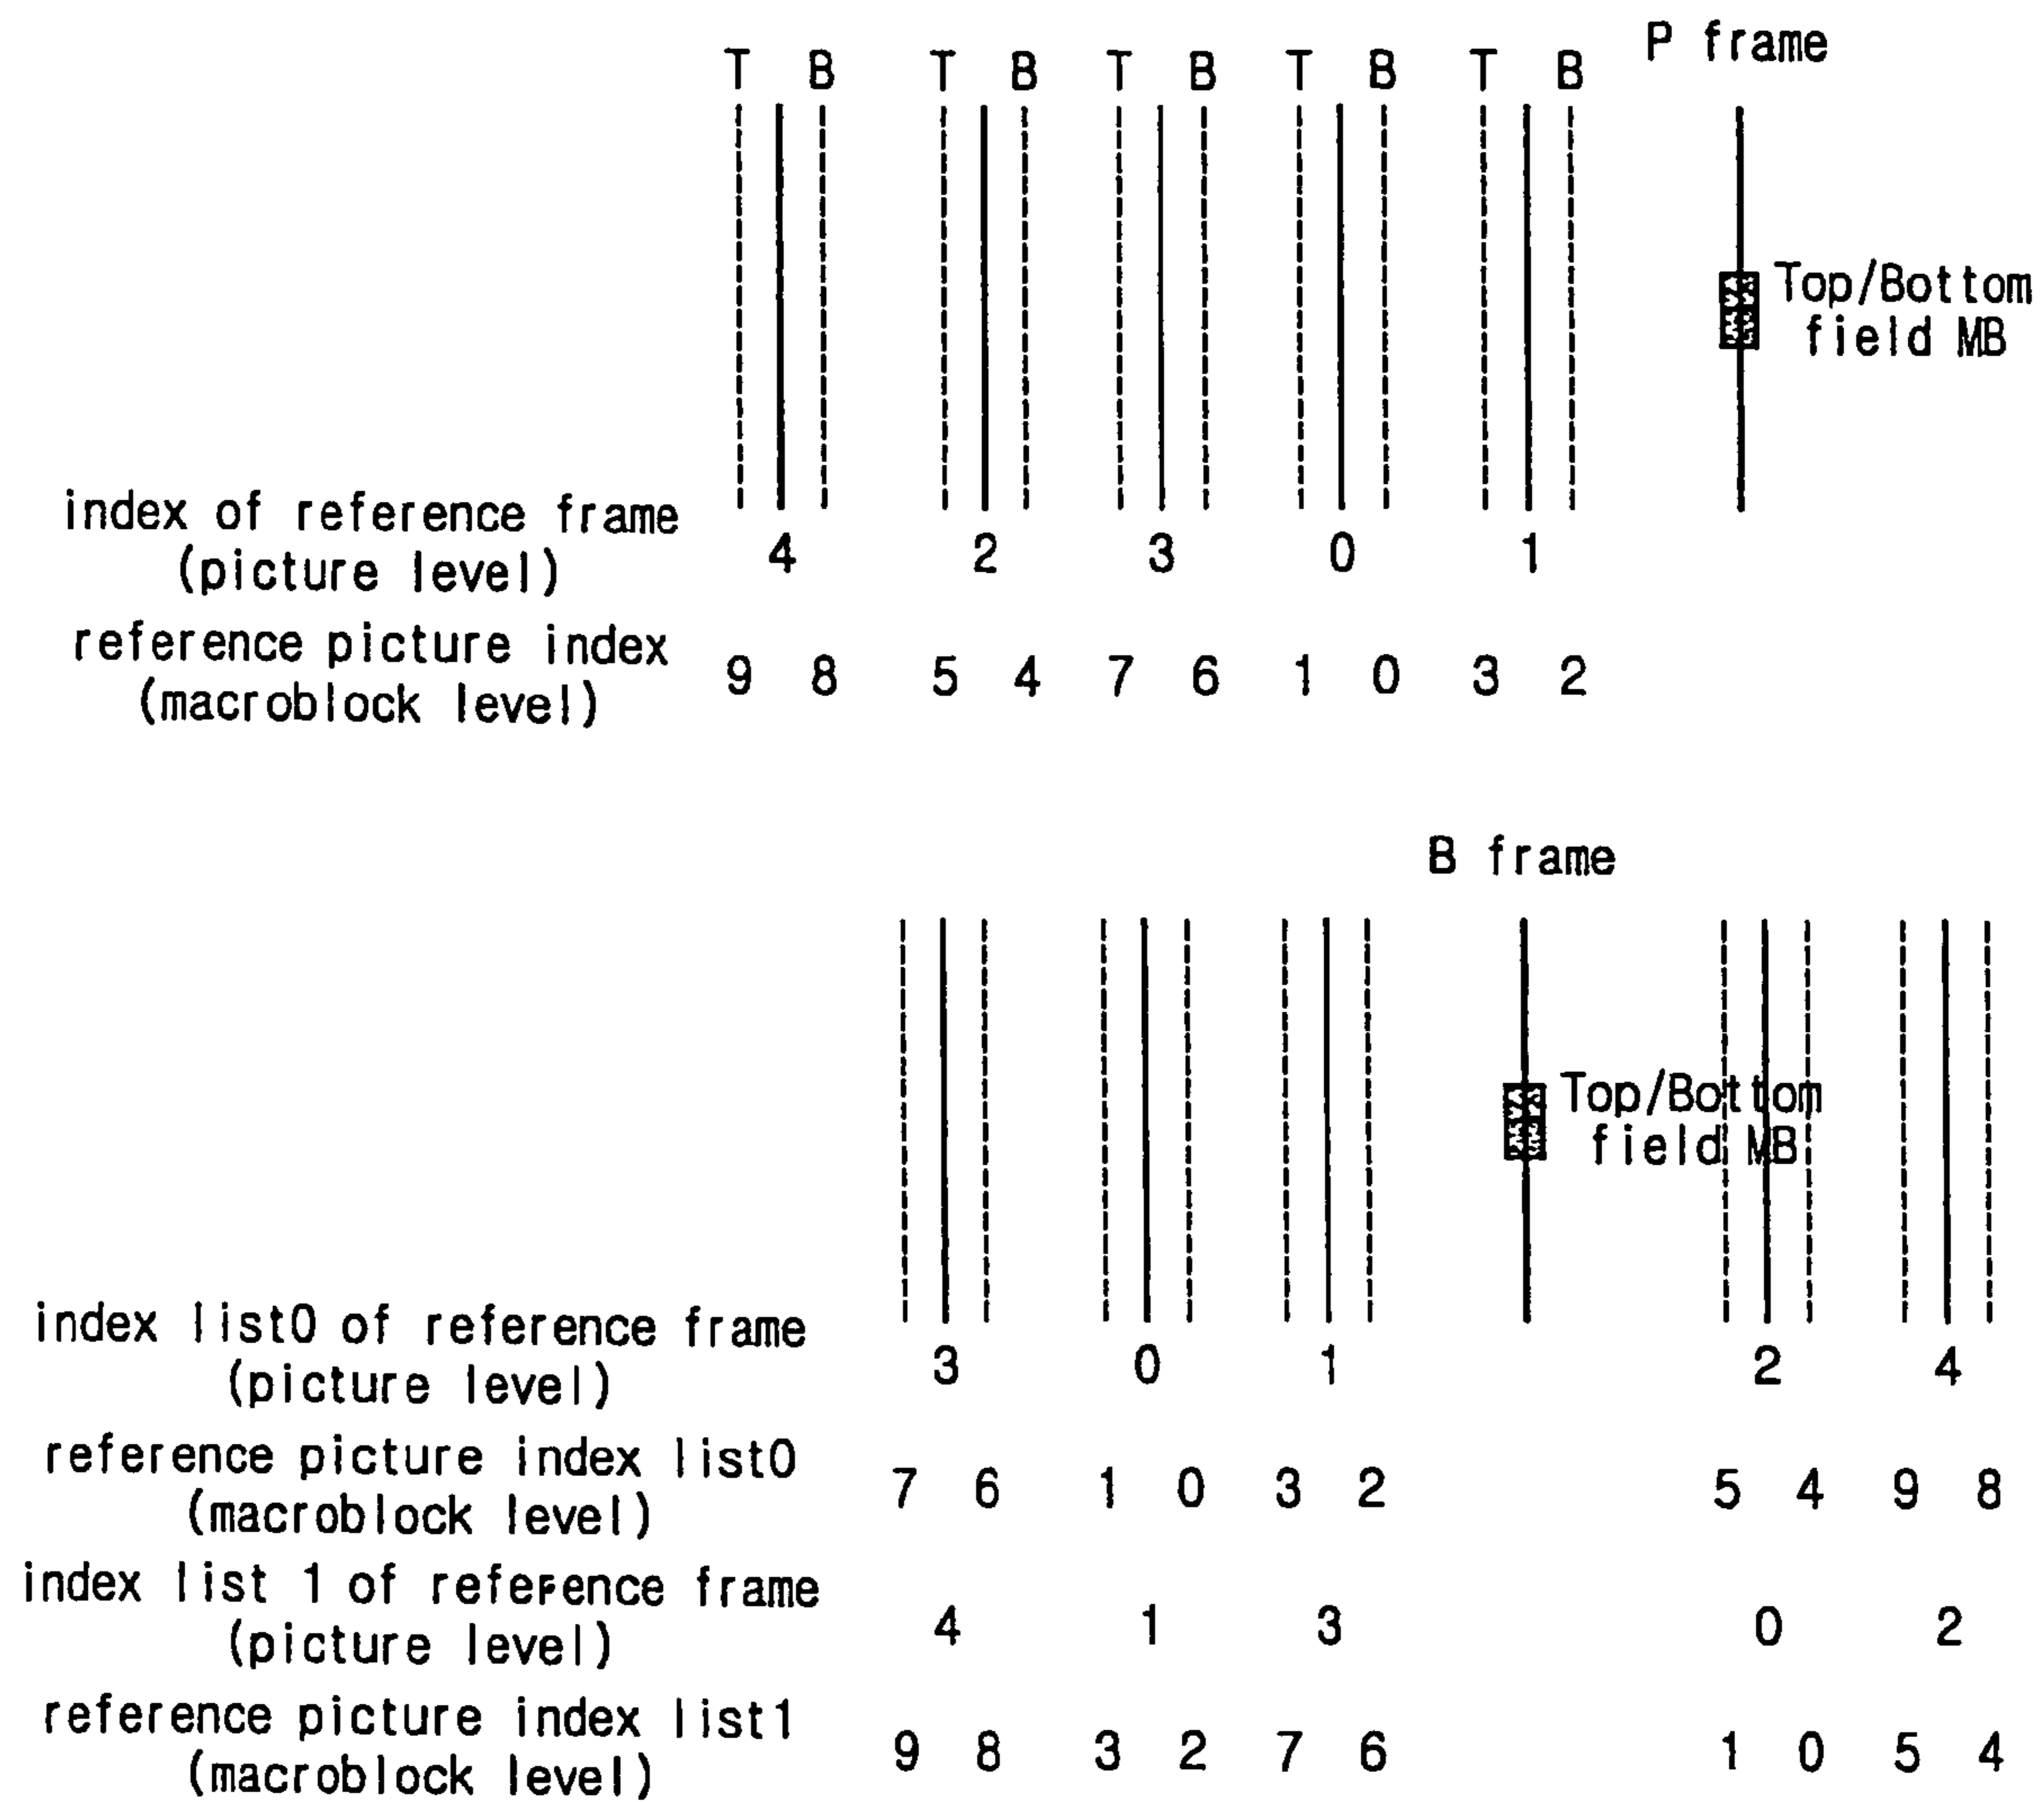 P frame
T B T B T B T B T B
Top/Bottom
field MB
index of reference frame
(picture level)
4 2 3 0 1
reference picture index
(macroblock level)
9 8 5 4 7 6 1 0 3 2
B frame
Top/Bottom
field MB
index list0 of reference frame
(picture level)
3 0 1 2 4
reference picture index list0
(macroblock level)
7 6 1 0 3 2 5 4 9 8
index list 1 of reference frame
(picture level)
4 1 3 0 2
reference picture index list1
(macroblock level)
9 8 3 2 7 6 1 0 5 4